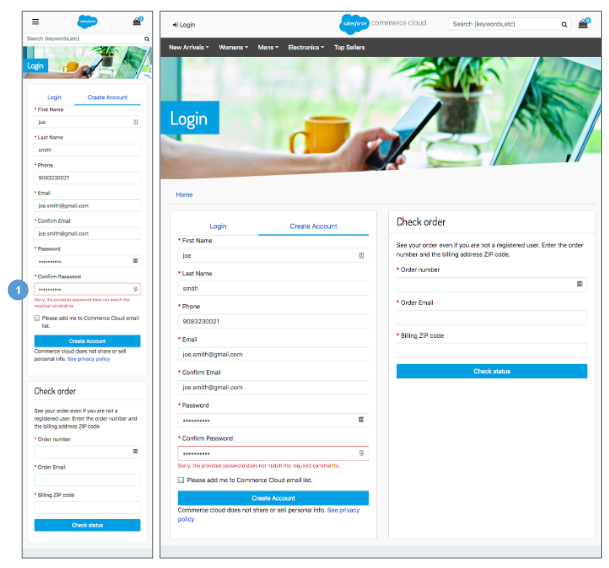 salesforce
Search (keywords,etc)
Login
Login Create Account
* First Name
joe
* Last Name
smith
* Phone
9083230021
* Email
joe.smith@gmail.com
* Confirm Email
joe.smith@gmail.com
* Password
••••••••••
* Confirm Password
1
••••••••••
Sorry, the provided password does not match the
required constraints.
Please add me to Commerce Cloud email
list.
Create Account
Commerce cloud does not share or sell
personal info. See privacy policy
Check order
See your order even if you are not a
registered user. Enter the order number and
the billing address ZIP code.
* Order number
* Order Email
* Billing ZIP code
Check status
Login
salesforce commerce cloud
Search (keywords,etc)
New Arrivals Womens Mens Electronics Top Sellers
Login
Home
Login Create Account
* First Name
joe
* Last Name
smith
* Phone
9083230021
* Email
joe.smith@gmail.com
* Confirm Email
joe.smith@gmail.com
* Password
••••••••••
* Confirm Password
••••••••••
Sorry, the provided password does not match the required constraints.
Please add me to Commerce Cloud email list.
Create Account
Commerce cloud does not share or sell personal info. See privacy
policy
Check order
See your order even if you are not a registered user. Enter the order
number and the billing address ZIP code.
* Order number
* Order Email
* Billing ZIP code
Check status